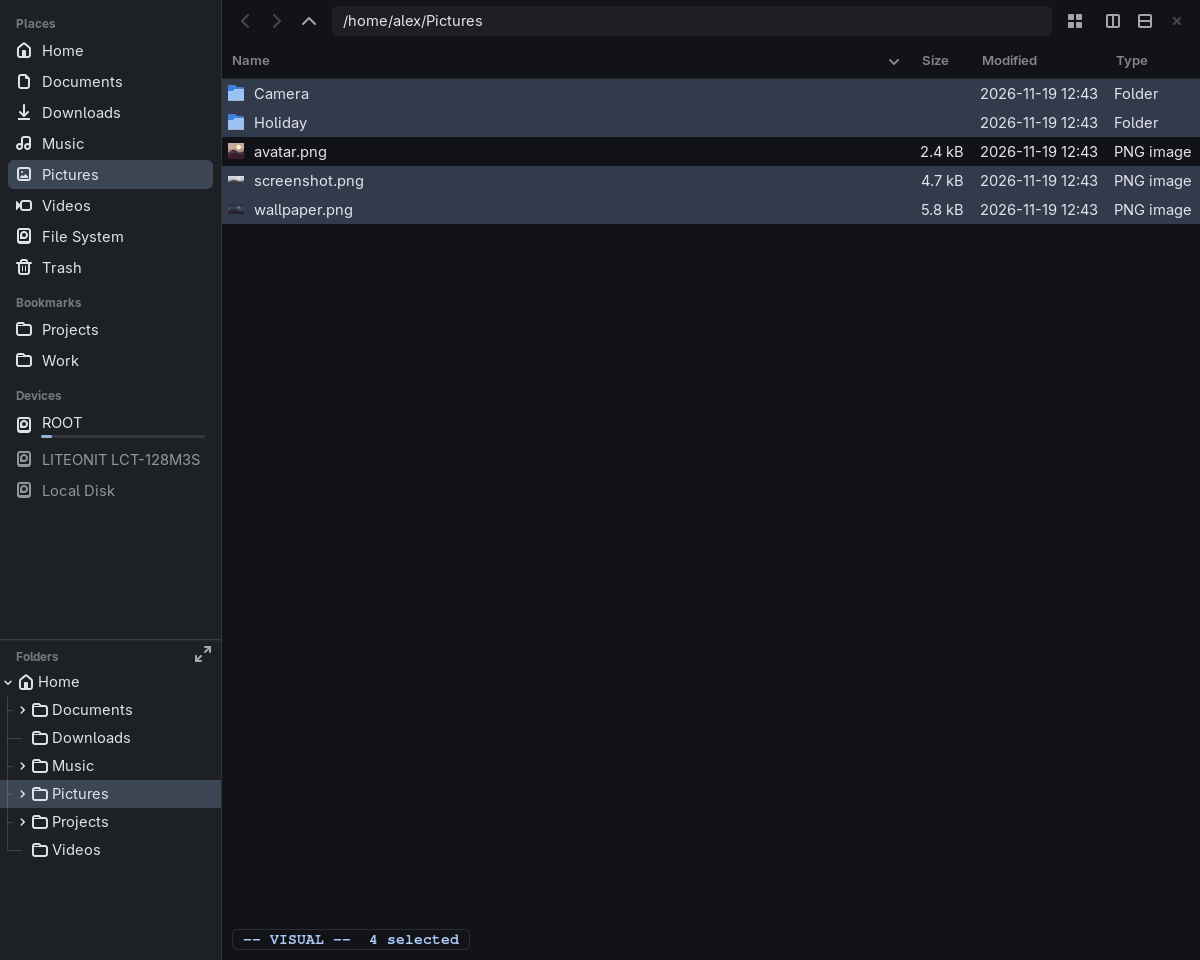 Places
Home
Documents
Downloads
Music
Pictures
Videos
File System
Trash
Bookmarks
Projects
Work
Devices
ROOT
LITEONIT LCT-128M3S
Local Disk
Folders
Home
Documents
Downloads
Music
Pictures
Projects
Videos
/home/alex/Pictures
Name Size Modified Type
Camera 2026-11-19 12:43 Folder
Holiday 2026-11-19 12:43 Folder
avatar.png 2.4 kB 2026-11-19 12:43 PNG image
screenshot.png 4.7 kB 2026-11-19 12:43 PNG image
wallpaper.png 5.8 kB 2026-11-19 12:43 PNG image
-- VISUAL --  4 selected